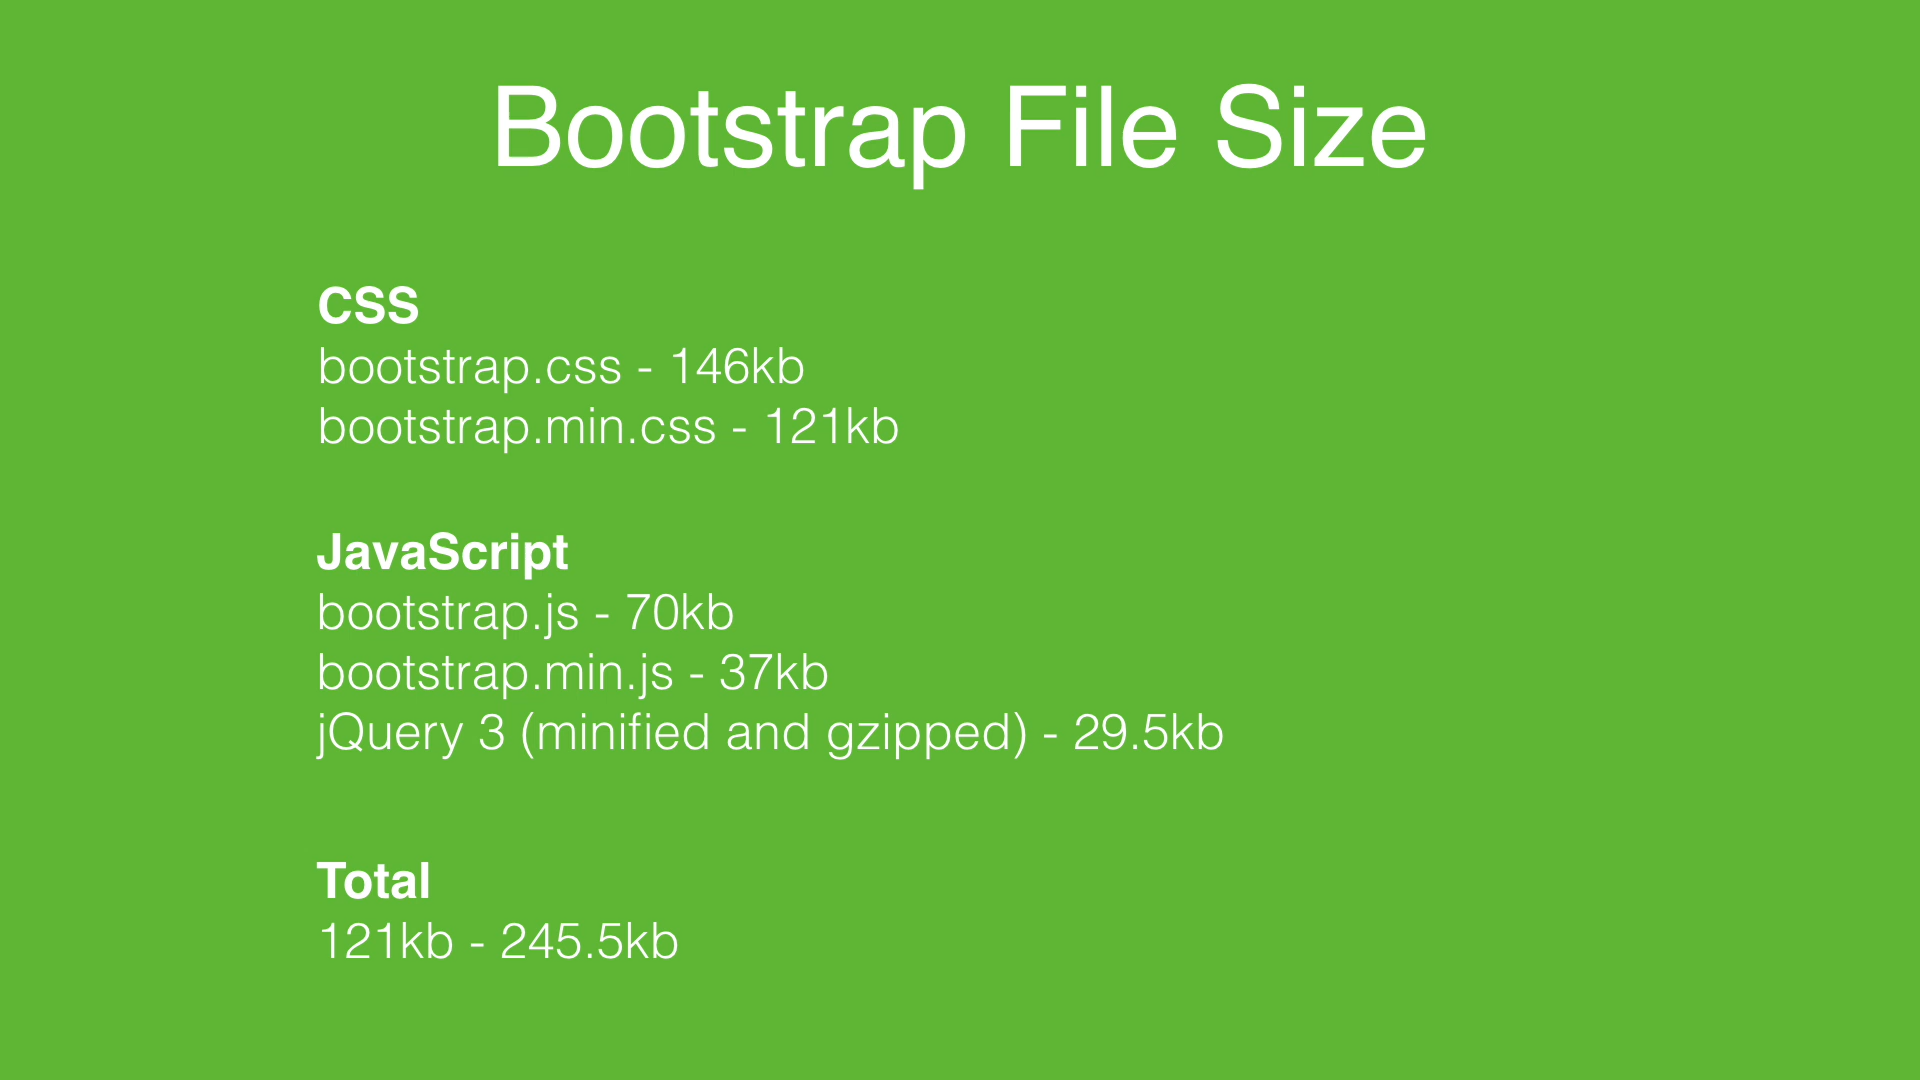 Bootstrap File Size
CSS
bootstrap.css - 146kb
bootstrap.min.css - 121kb
JavaScript
bootstrap.js - 70kb
bootstrap.min.js - 37kb
jQuery 3 (minified and gzipped) - 29.5kb
Total
121kb - 245.5kb